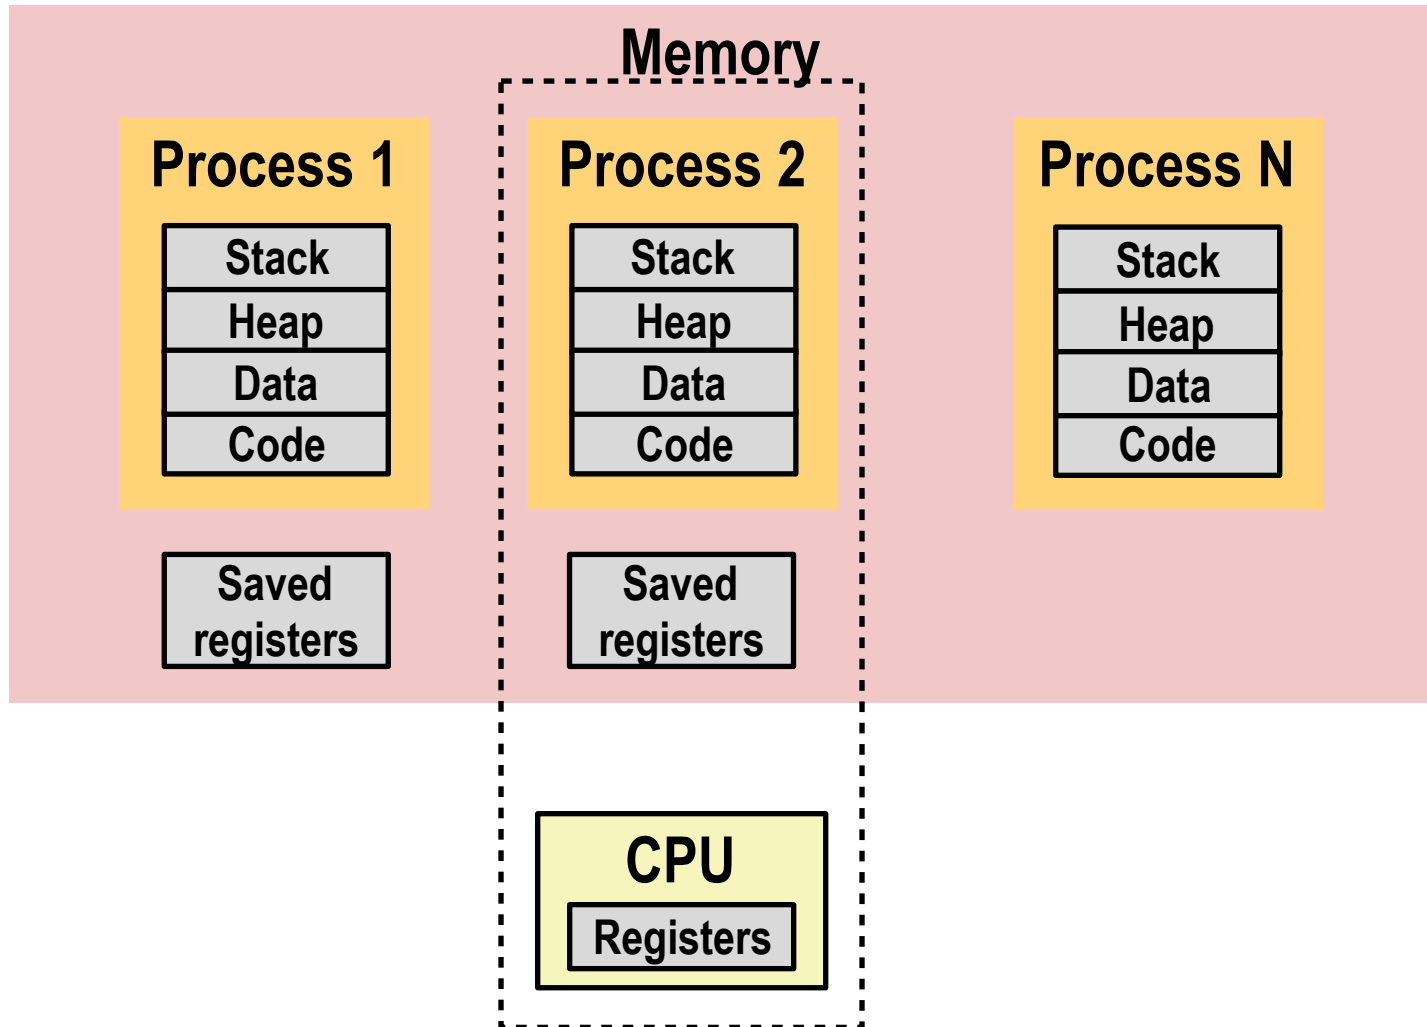 Memory
Process 1
Stack
Heap
Data
Code
Saved
registers
Process 2
Stack
Heap
Data
Code
Saved
registers
Process N
Stack
Heap
Data
Code
CPU
Registers